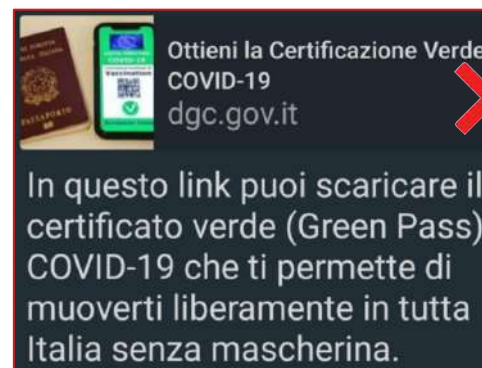 Ottieni la Certificazione Verde
COVID-19
dgc.gov.it
In questo link puoi scaricare il
certificato verde (Green Pass)
COVID-19 che ti permette di
muoverti liberamente in tutta
Italia senza mascherina.